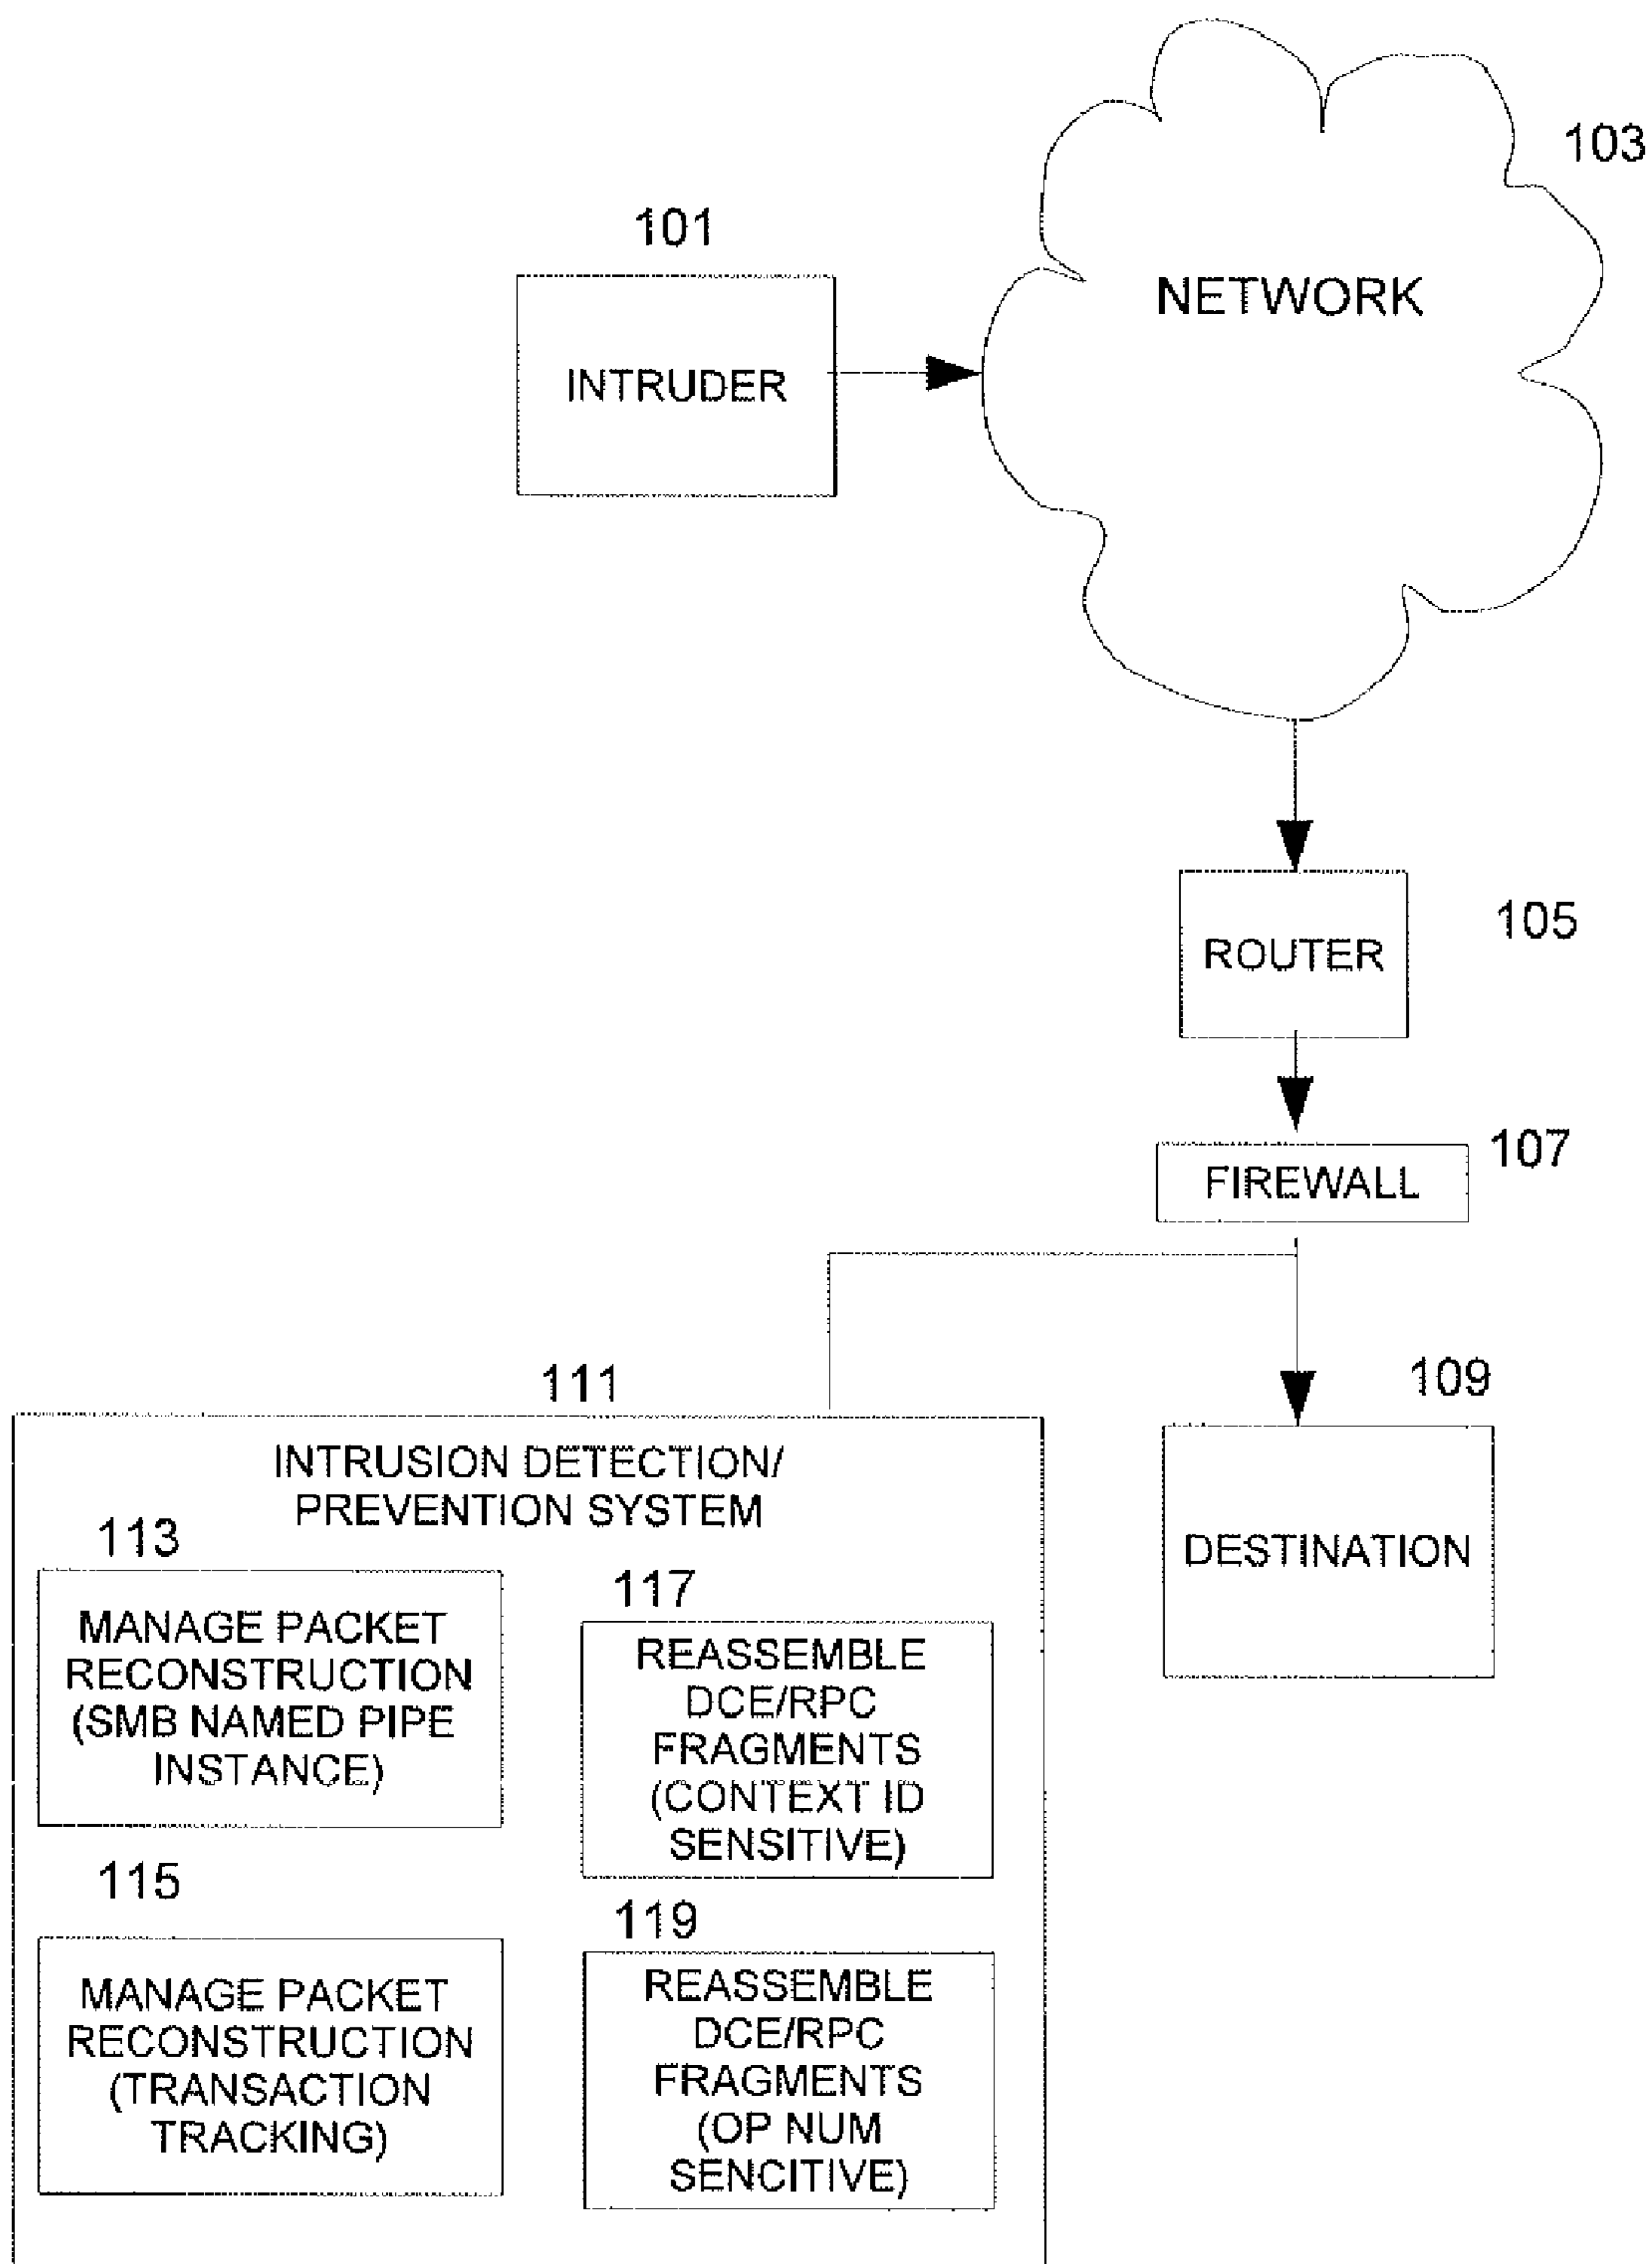 103
101
NETWORK
INTRUDER
105
ROUTER
107
FIREWALL
109
DESTINATION
111
INTRUSION DETECTION/
PREVENTION SYSTEM
113
MANAGE PACKET
RECONSTRUCTION
(SMB NAMED PIPE
INSTANCE)
117
REASSEMBLE
DCE/RPC
FRAGMENTS
(CONTEXT ID
SENSITIVE)
115
MANAGE PACKET
RECONSTRUCTION
(TRANSACTION
TRACKING)
119
REASSEMBLE
DCE/RPC
FRAGMENTS
(OP NUM
SENCITIVE)